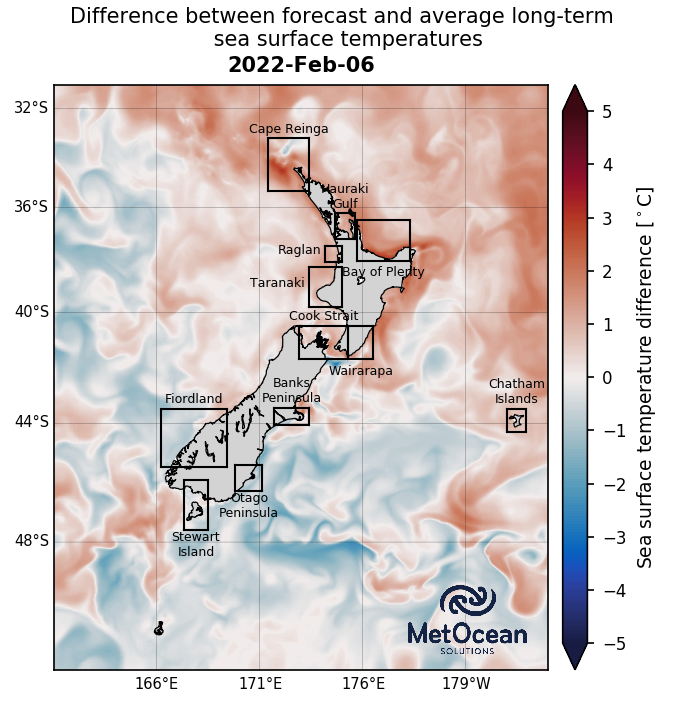 Difference between forecast and average long-term
sea surface temperatures
2022-Feb-06
32°S
36°S
40°S
44°S
48°S
Cape Reinga
Hauraki
Gulf
Raglan
Bay of Plenty
Taranaki
Cook Strait
Wairarapa
Banks
Peninsula
Fiordland
Chatham
Islands
Otago
Peninsula
Stewart
Island
MetOcean
SOLUTIONS
166°E
171°E
176°E
179°W
5
4
3
2
1
0
−1
−2
−3
−4
−5
Sea surface temperature difference [°C]